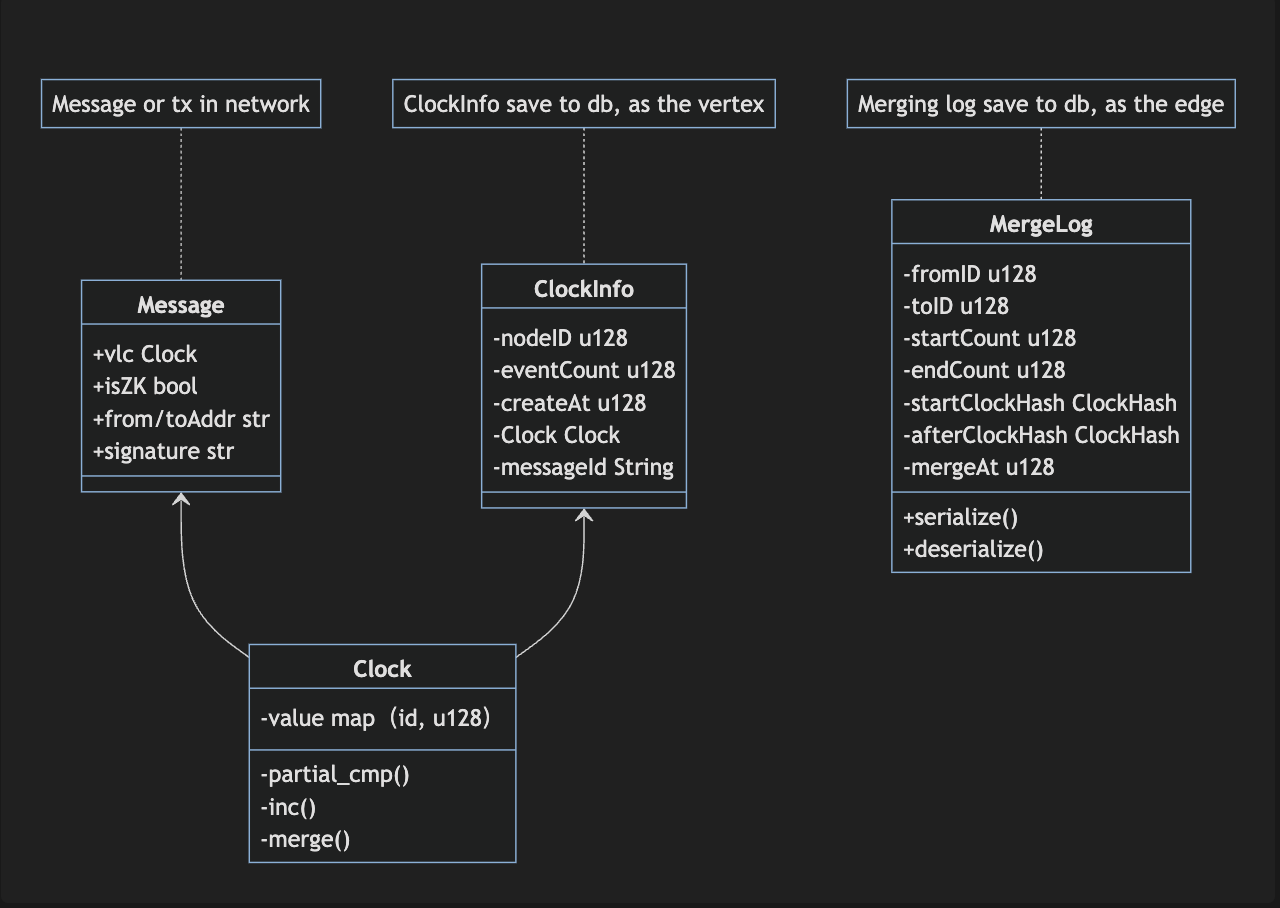 Message or tx in network
ClockInfo save to db, as the vertex
Merging log save to db, as the edge
Message
+vlc Clock
+isZK bool
+from/toAddr str
+signature str
ClockInfo
-nodeID u128
-eventCount u128
-createAt u128
-Clock Clock
-messageId String
MergeLog
-fromID u128
-toID u128
-startCount u128
-endCount u128
-startClockHash ClockHash
-afterClockHash ClockHash
-mergeAt u128
+serialize()
+deserialize()
Clock
-value map（id, u128）
-partial_cmp()
-inc()
-merge()